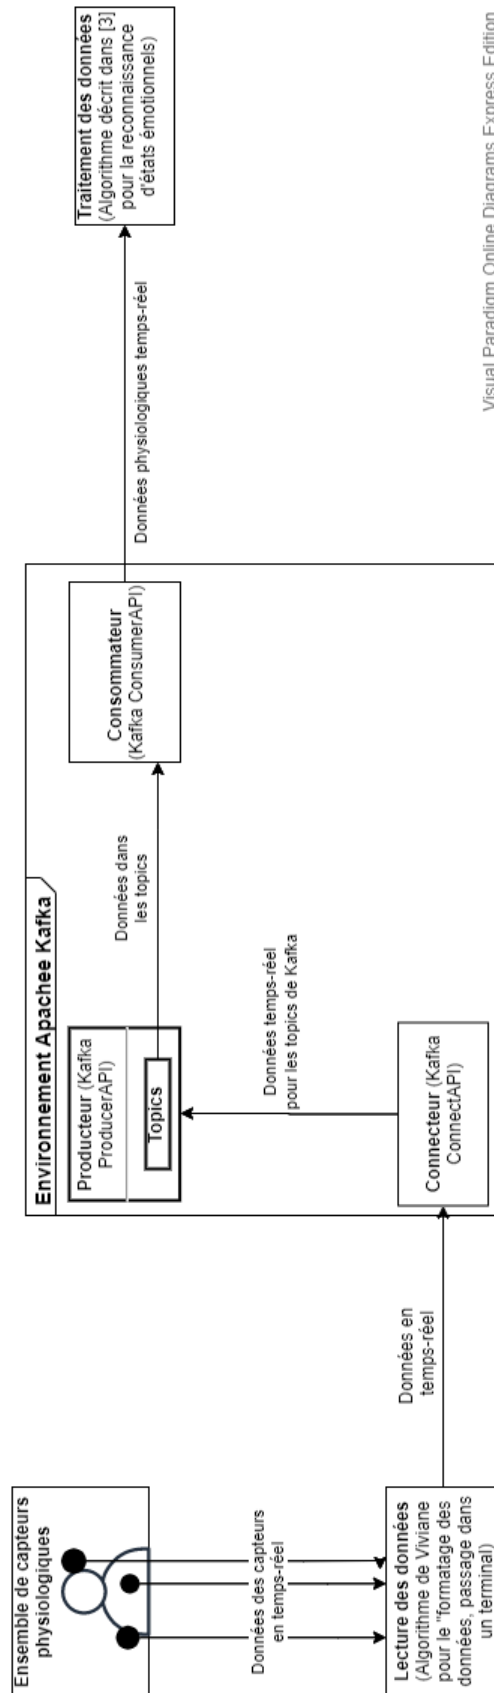 Ensemble de capteurs
physiologiques
Données des capteurs
en temps-réel
Lecture des données
(Algorithme de Viviane
pour le "formatage des
données, passage dans
un terminal)
Données en
temps-réel
Environnement Apachee Kafka
Connecteur (Kafka
ConnectAPI)
Données temps-réel
pour les topics de Kafka
Producteur (Kafka
ProducerAPI)
Topics
Données dans
les topics
Consommateur
(Kafka ConsumerAPI)
Données physiologiques temps-réel
Traitement des données
(Algorithme décrit dans [3]
pour la reconnaissance
d'états émotionnels)
Visual Paradigm Online Diagrams Express Edition